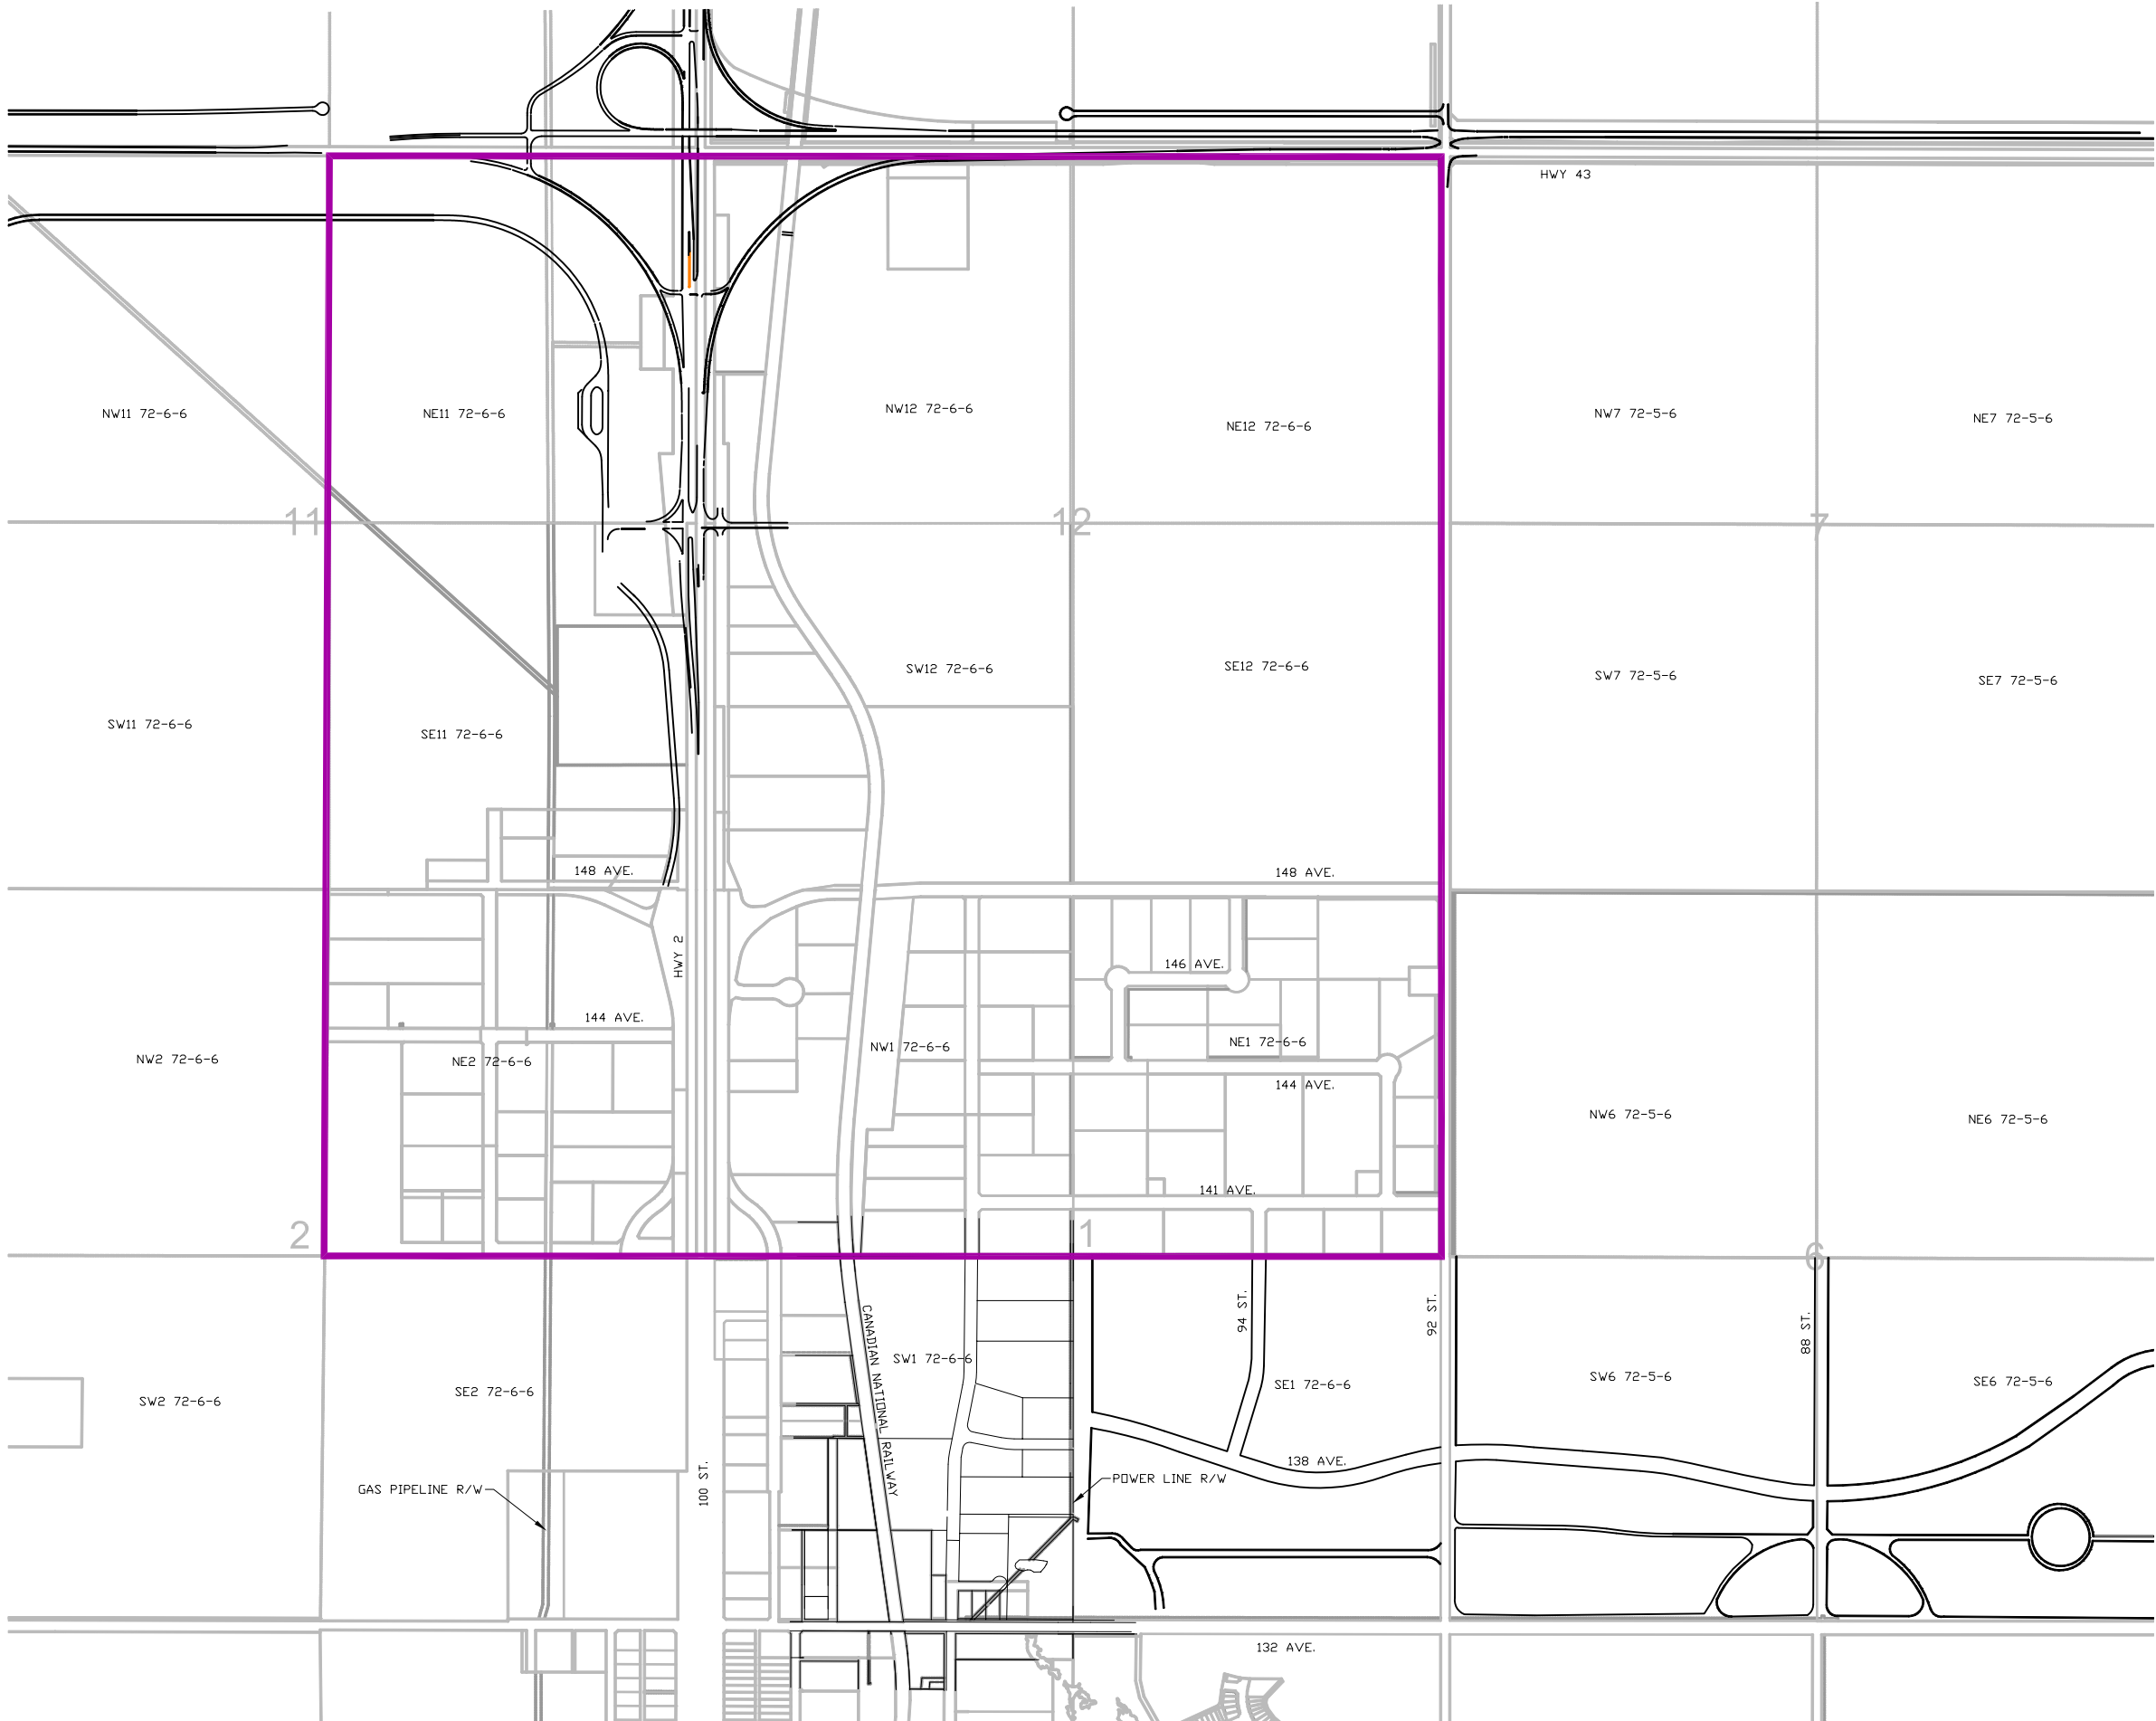 HWY 43
NW11 72-6-6
NE11 72-6-6
NW12 72-6-6
NE12 72-6-6
NW7 72-5-6
NE7 72-5-6
11
12
7
SW11 72-6-6
SE11 72-6-6
SW12 72-6-6
SE12 72-6-6
SW7 72-5-6
SE7 72-5-6
148 AVE.
148 AVE.
HWY 2
146 AVE.
144 AVE.
NW2 72-6-6
NE2 72-6-6
NW1 72-6-6
NE1 72-6-6
144 AVE.
NW6 72-5-6
NE6 72-5-6
141 AVE.
2
1
6
94 ST.
92 ST.
88 ST.
CANADIAN NATIONAL RAILWAY
SW2 72-6-6
SE2 72-6-6
SW1 72-6-6
SE1 72-6-6
SW6 72-5-6
SE6 72-5-6
138 AVE.
GAS PIPELINE R/W
100 ST.
POWER LINE R/W
132 AVE.